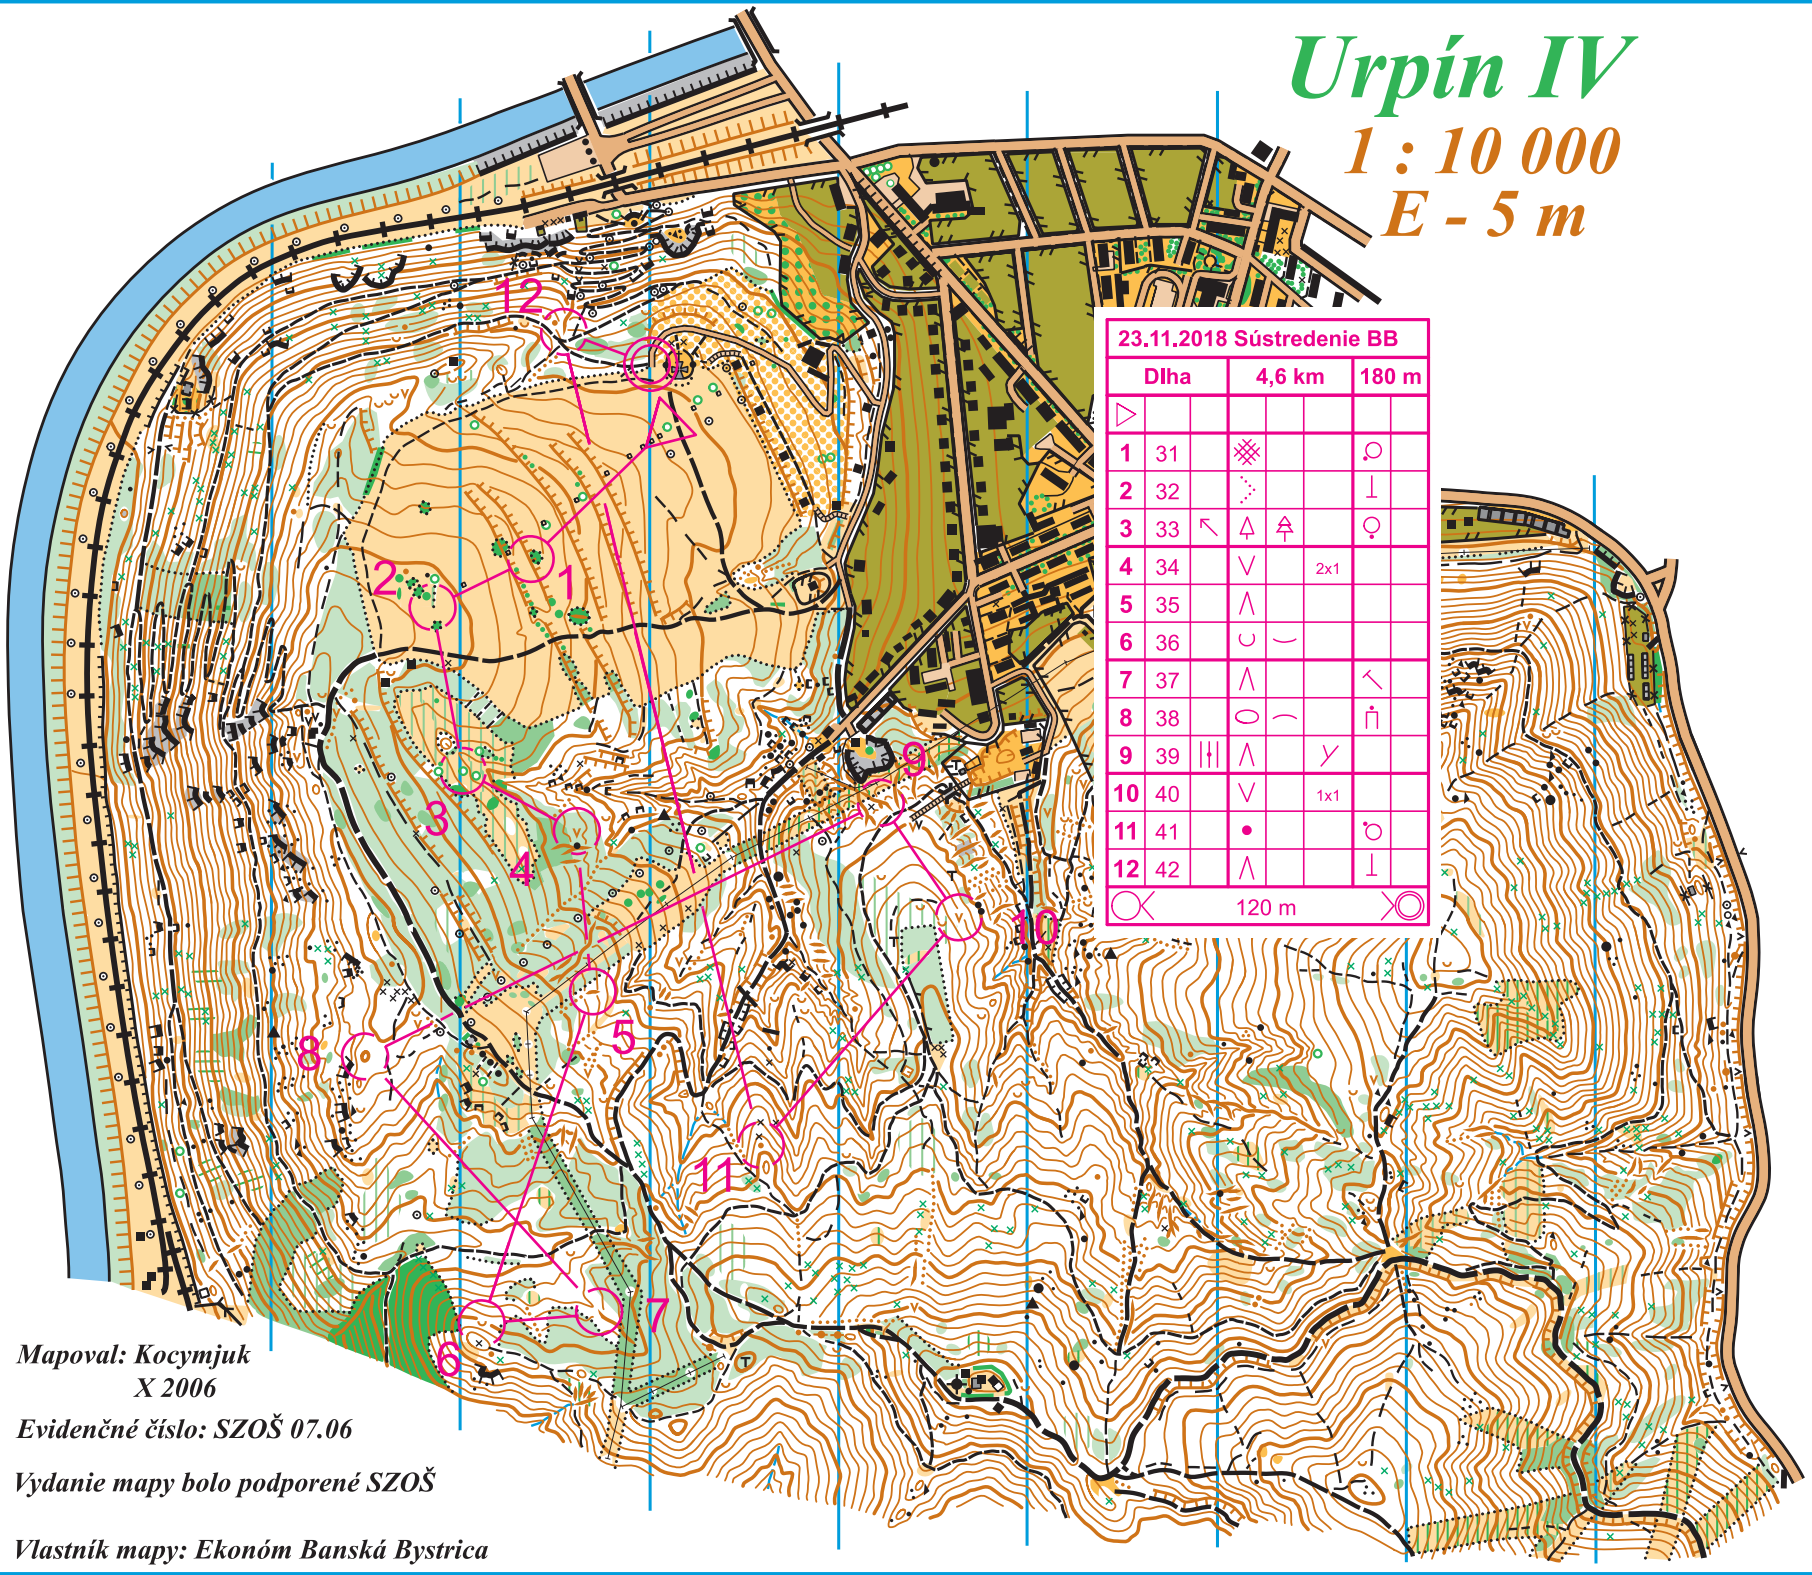 Urpín IV
1 : 10 000
E - 5 m
23.11.2018 Sústredenie BB
Dlha 4,6 km 180 m
1 31
2 32
3 33
4 34 2x1
5 35
6 36
7 37
8 38
9 39
10 40 1x1
11 41
12 42
120 m
12
1
2
3
4
9
10
5
8
11
7
6
Mapoval: Kocymjuk
X 2006
Evidenčné číslo: SZOŠ 07.06
Vydanie mapy bolo podporené SZOŠ
Vlastník mapy: Ekonóm Banská Bystrica